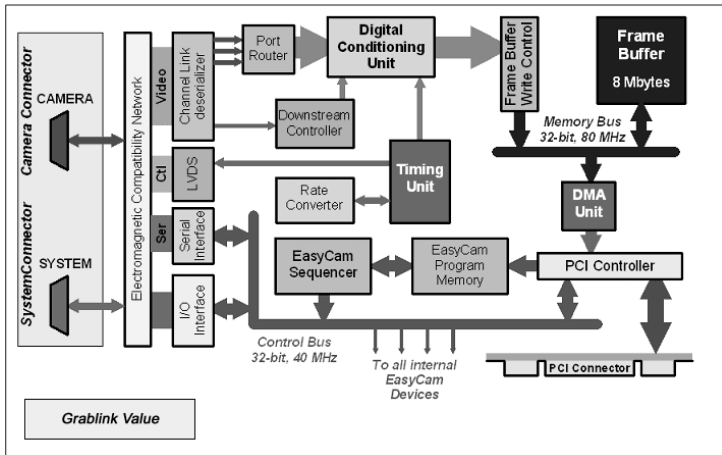 Camera Connector
CAMERA
SystemConnector
SYSTEM
Electromagnetic Compatibility Network
Video
Ctl
Ser
Channel Link
deserializer
LVDS
Serial
Interface
I/O
Interface
Port
Router
Downstream
Controller
Rate
Converter
Digital
Conditioning
Unit
Timing
Unit
EasyCam
Sequencer
EasyCam
Program
Memory
Frame Buffer
Write Control
Frame
Buffer
8 Mbytes
Memory Bus
32-bit, 80 MHz
DMA
Unit
PCI Controller
Control Bus
32-bit, 40 MHz
To all internal
EasyCam
Devices
PCI Connector
Grablink Value